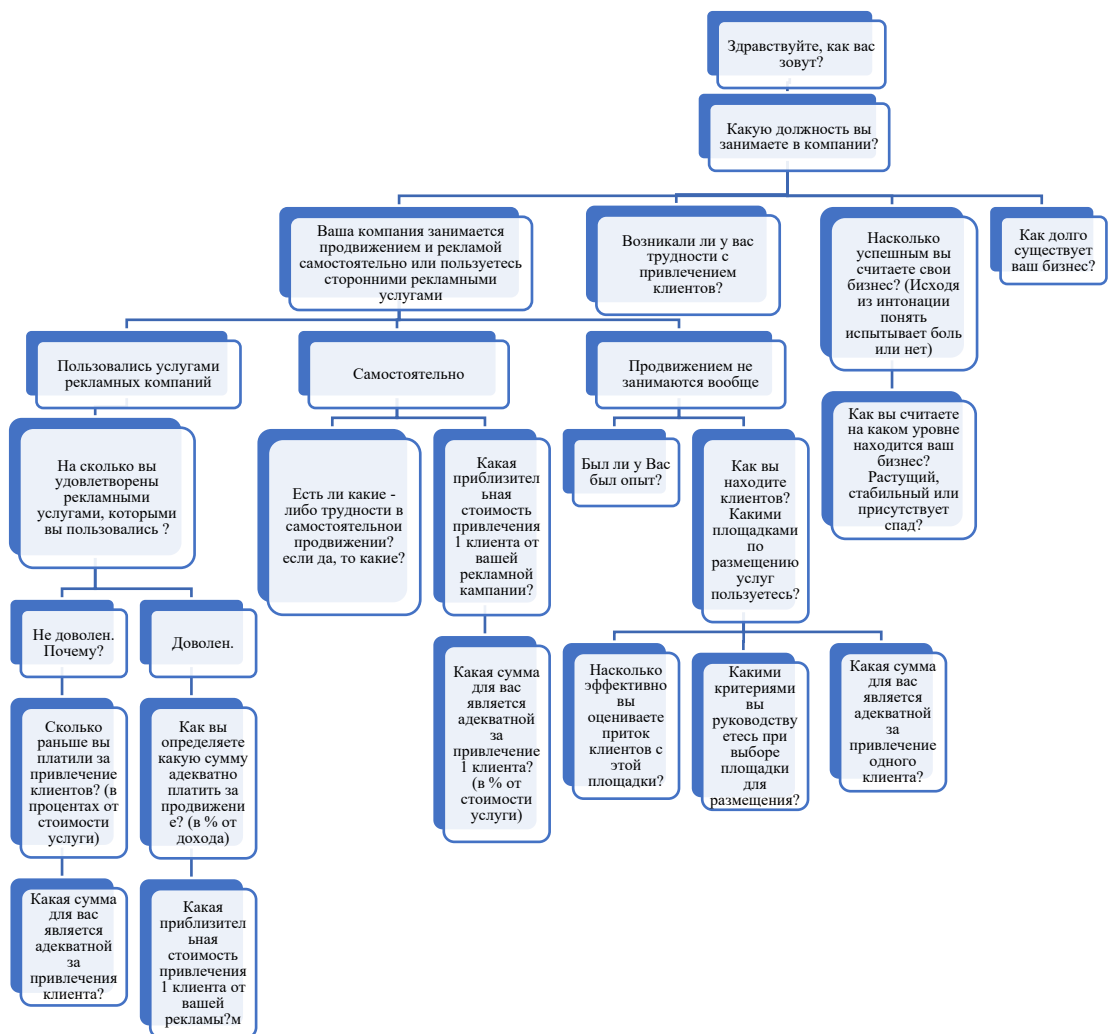 Здравствуйте, как вас
зовут?
Какую должность вы
занимаете в компании?
Ваша компания занимается
продвижением и рекламой
самостоятельно или пользуетесь
сторонними рекламными
услугами
Возникали ли у вас
трудности с
привлечением
клиентов?
Насколько
успешным вы
считаете свои
бизнес? (Исходя
из интонации
понять
испытывает боль
или нет)
Как долго
существует
ваш бизнес?
Пользовались услугами
рекламных компаний
Самостоятельно
Продвижением не
занимаются вообще
Как вы считаете
на каком уровне
находится ваш
бизнес?
Растущий,
стабильный или
присутствует
спад?
На сколько вы
удовлетворены
рекламными
услугами, которыми
вы пользовались ?
Есть ли какие -
либо трудности в
самостоятельнои
продвижении?
если да, то какие?
Какая
приблизител
ьная
стоимость
привлечения
1 клиента от
вашей
рекламной
кампании?
Был ли у Вас
был опыт?
Как вы
находите
клиентов?
Какими
площадками
по
размещению
услуг
пользуетесь?
Не доволен.
Почему?
Доволен.
Какая сумма
для вас
является
адекватной
за
привлечение
1 клиента?
(в % от
стоимости
услуги)
Насколько
эффективно
вы
оцениваете
приток
клиентов с
этой
площадки?
Какими
критериями
вы
руководству
етесь при
выборе
площадки
для
размещения?
Какая сумма
для вас
является
адекватной
за
привлечение
одного
клиента?
Сколько
раньше вы
платили за
привлечение
клиентов? (в
процентах от
стоимости
услуги)
Как вы
определяете
какую сумму
адекватно
платить за
продвижени
е? (в % от
дохода)
Какая сумма
для вас
является
адекватной
за
привлечения
клиента?
Какая
приблизител
ьная
стоимость
привлечения
1 клиента от
вашей
рекламы?м